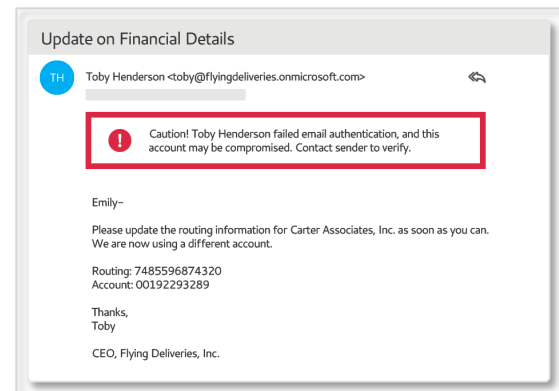 Update on Financial Details
TH
Toby Henderson <toby@flyingdeliveries.onmicrosoft.com>
Caution! Toby Henderson failed email authentication, and this
account may be compromised. Contact sender to verify.
Emily–
Please update the routing information for Carter Associates, Inc. as soon as you can.
We are now using a different account.
Routing: 7485596874320
Account: 00192293289
Thanks,
Toby
CEO, Flying Deliveries, Inc.